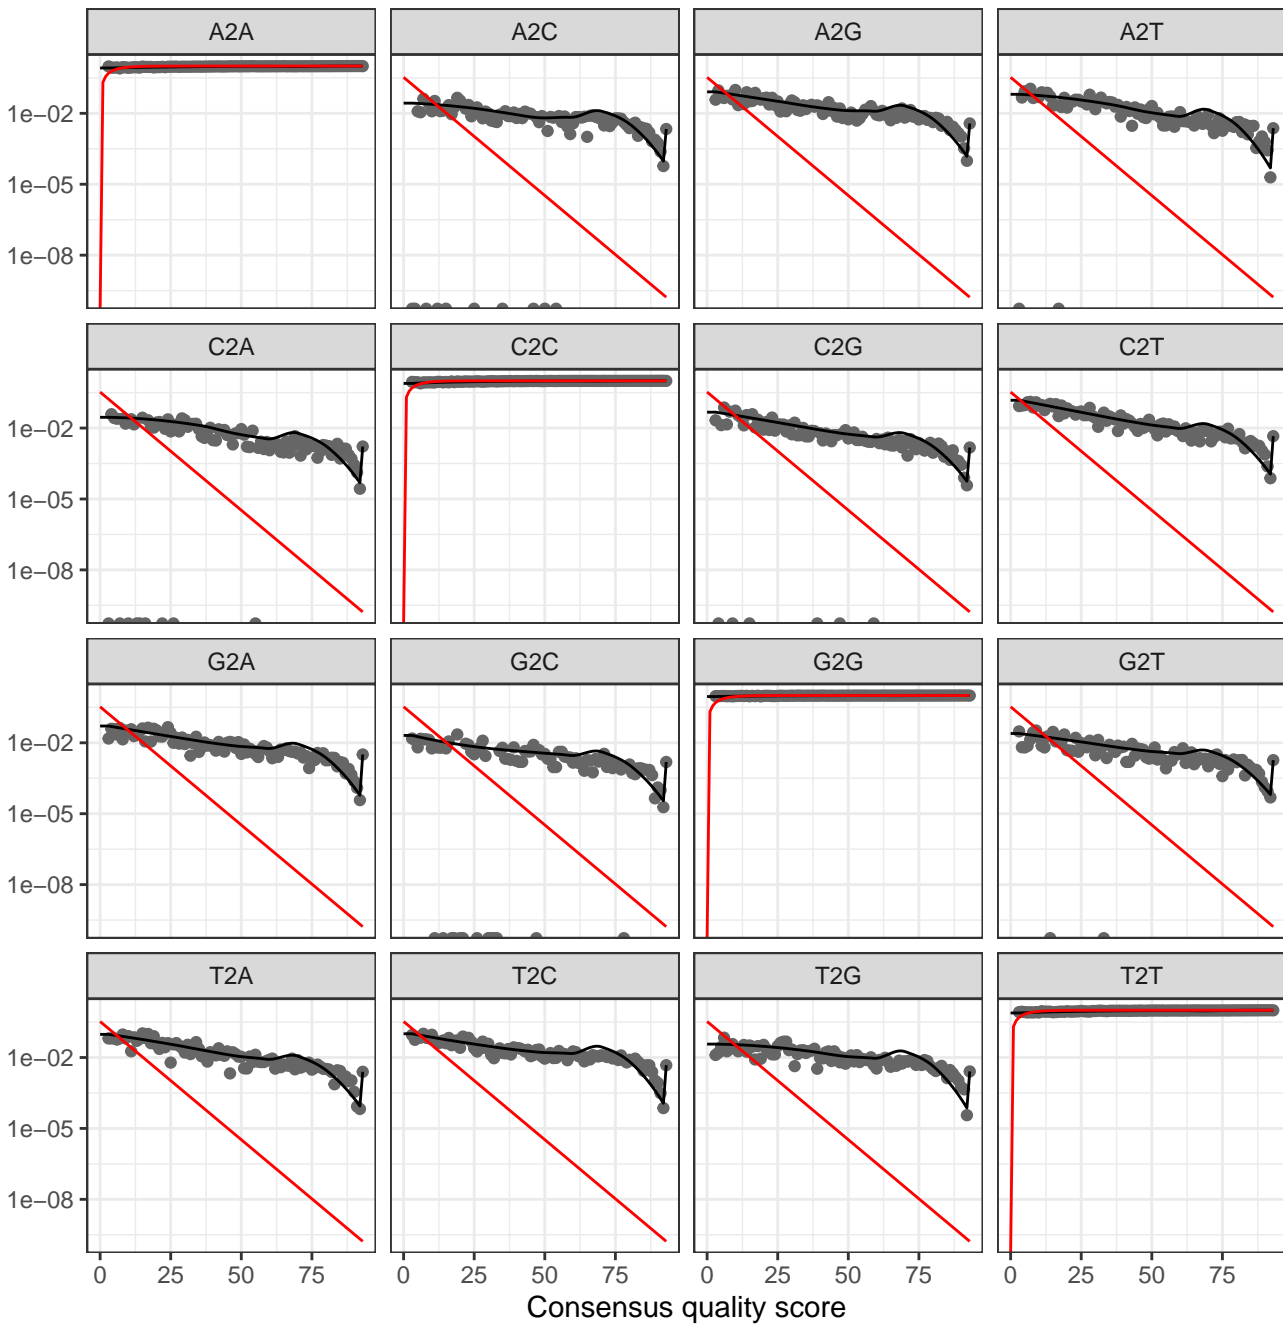 A2A A2C A2G A2T
1e−02
1e−05
1e−08
C2A C2C C2G C2T
1e−02
1e−05
1e−08
G2A G2C G2G G2T
1e−02
1e−05
1e−08
T2A T2C T2G T2T
1e−02
1e−05
1e−08
0 25 50 75 0 25 50 75 0 25 50 75 0 25 50 75
Consensus quality score